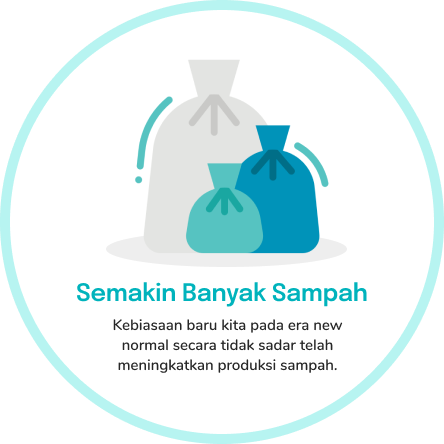 Semakin Banyak Sampah
Kebiasaan baru kita pada era new
normal secara tidak sadar telah
meningkatkan produksi sampah.